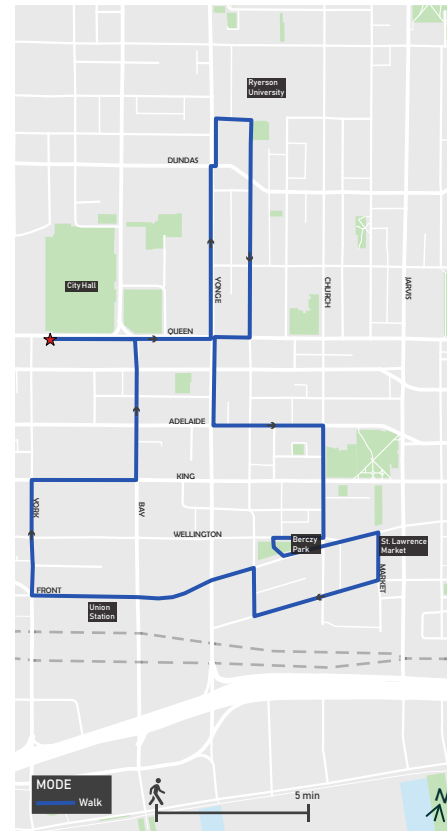 Ryerson
University
DUNDAS
City Hall
YONGE
CHURCH
JARVIS
QUEEN
ADELAIDE
KING
YORK
BAY
WELLINGTON
Berczy
Park
St. Lawrence
Market
MARKET
FRONT
Union
Station
MODE
Walk
5 min
N